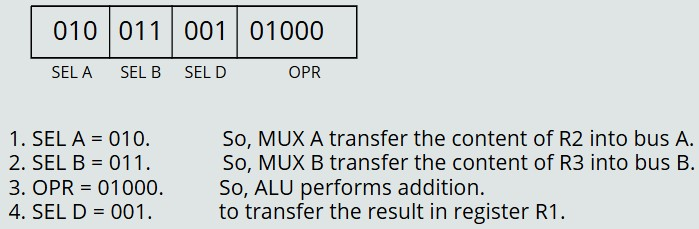 010 011 001 01000
SEL A SEL B SEL D OPR
1. SEL A = 010. So, MUX A transfer the content of R2 into bus A.
2. SEL B = 011. So, MUX B transfer the content of R3 into bus B.
3. OPR = 01000. So, ALU performs addition.
4. SEL D = 001. to transfer the result in register R1.